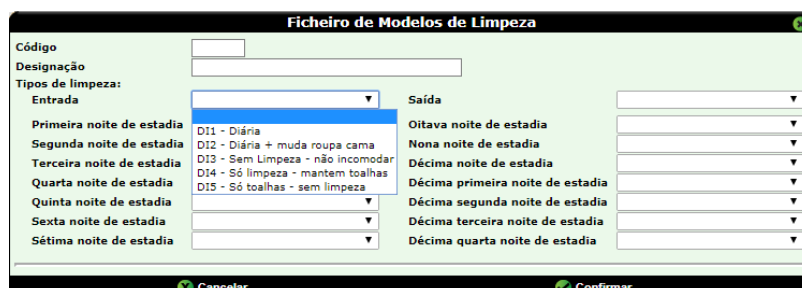 Ficheiro de Modelos de Limpeza
Código
Designação
Tipos de limpeza:
Entrada
Saída
Primeira noite de estadia
Oitava noite de estadia
DI1 - Diária
Segunda noite de estadia
Nona noite de estadia
DI2 - Diária + muda roupa cama
Terceira noite de estadia
Décima noite de estadia
DI3 - Sem Limpeza - não incomodar
DI4 - Só limpeza - mantem toalhas
Quarta noite de estadia
Décima primeira noite de estadia
DI5 - Só toalhas - sem limpeza
Quinta noite de estadia
Décima segunda noite de estadia
Sexta noite de estadia
Décima terceira noite de estadia
Sétima noite de estadia
Décima quarta noite de estadia
Cancelar
Confirmar